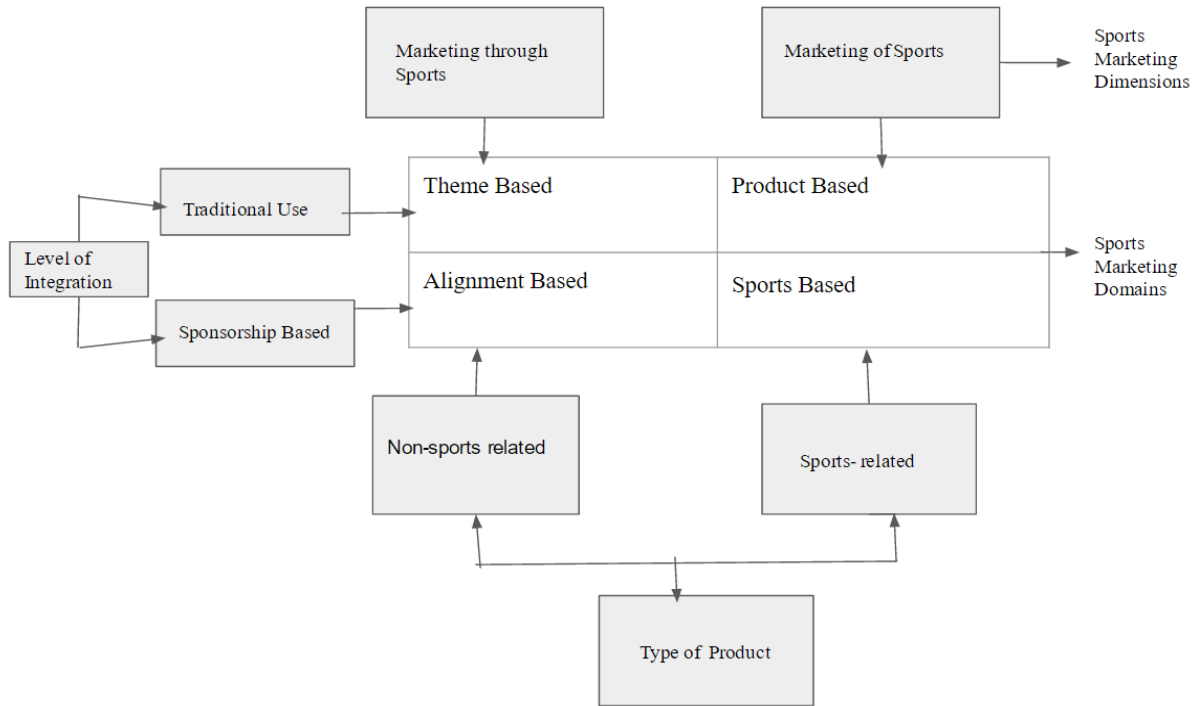 Marketing through
Sports
Marketing of Sports
Sports
Marketing
Dimensions
Theme Based
Product Based
Traditional Use
Level of
Integration
Sports
Marketing
Domains
Alignment Based
Sports Based
Sponsorship Based
Non-sports related
Sports- related
Type of Product